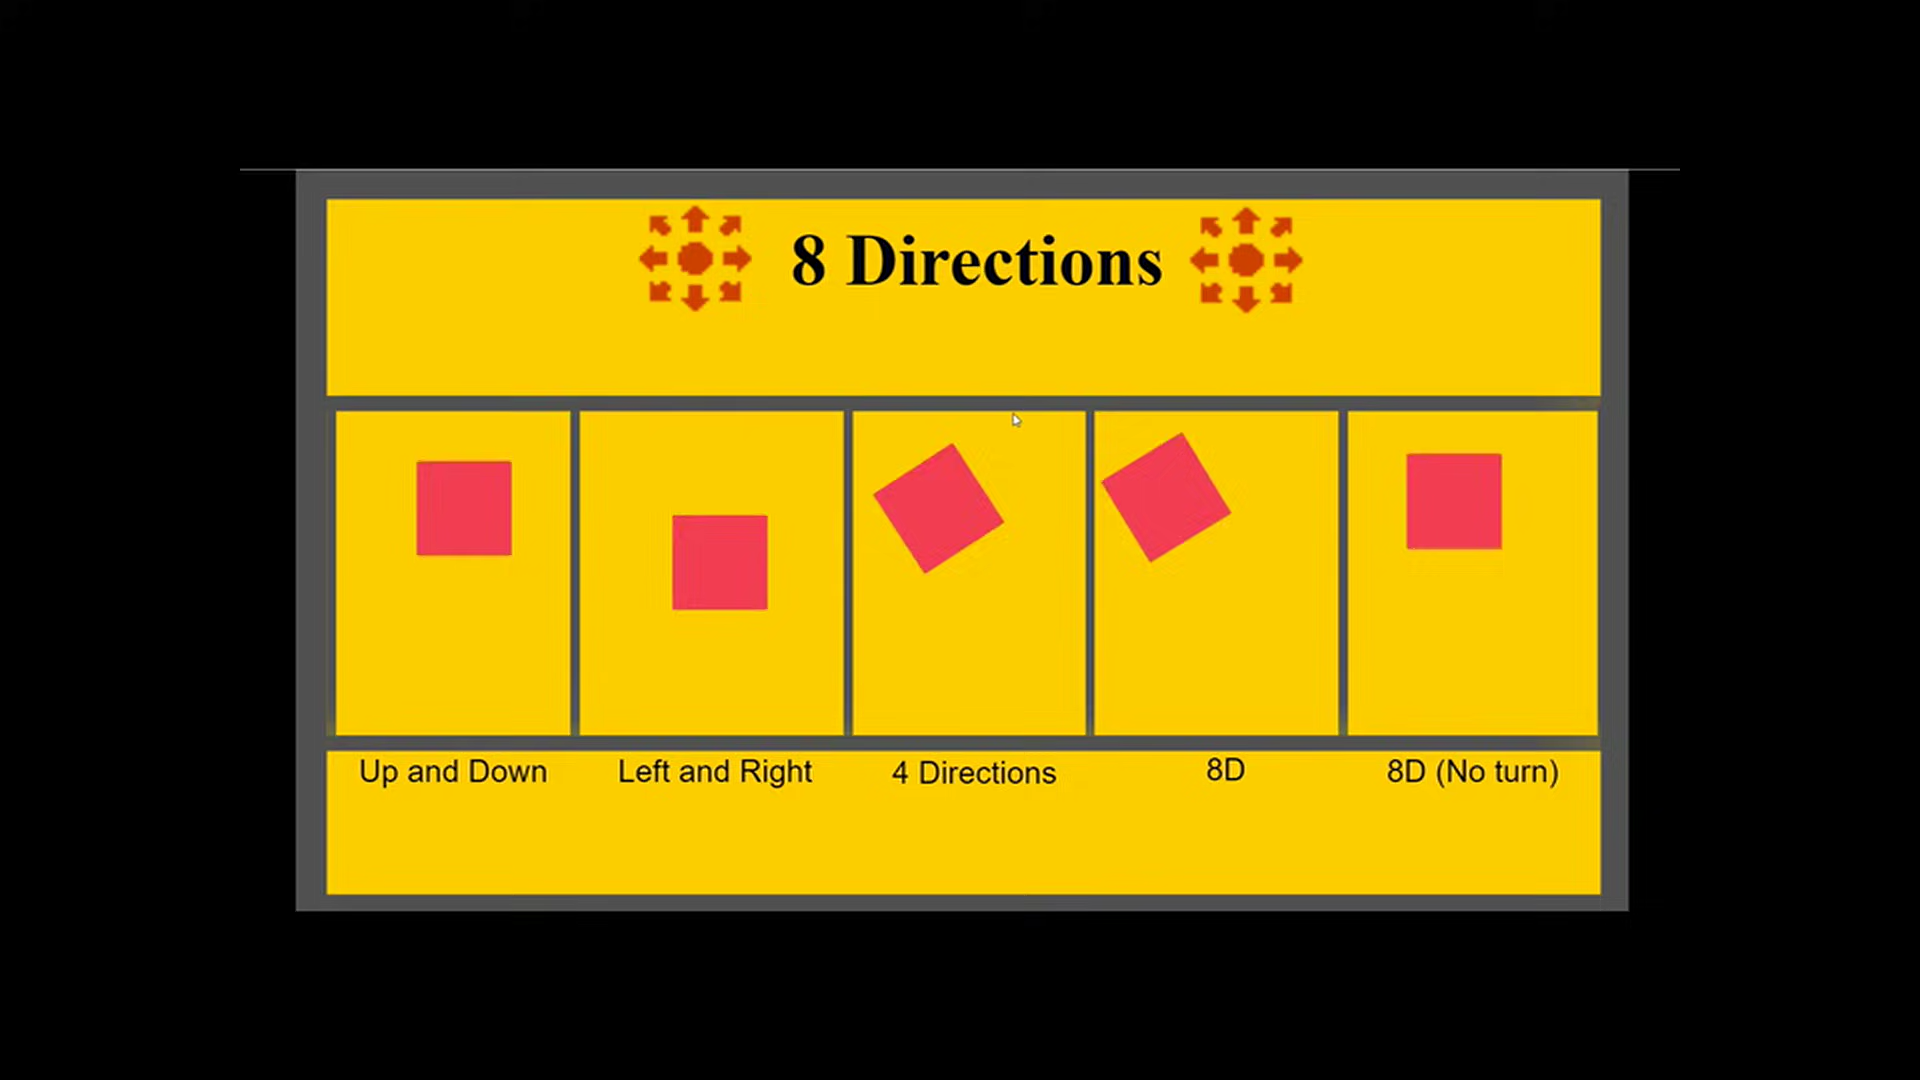 8 Directions
Up and Down
Left and Right
4 Directions
8D
8D (No turn)